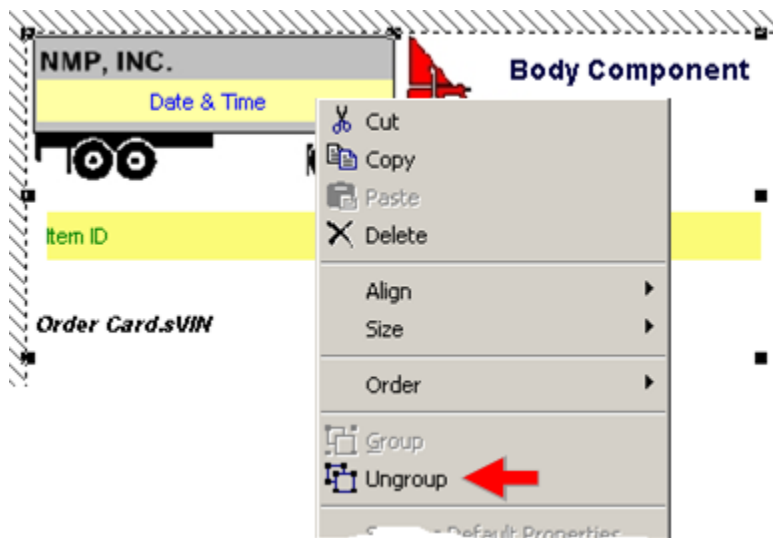 NMP, INC.
Body Component
Date & Time
Cut
Copy
Paste
Delete
Item ID
Align
Order Card.sVIN
Size
Order
Group
Ungroup
Default Properties